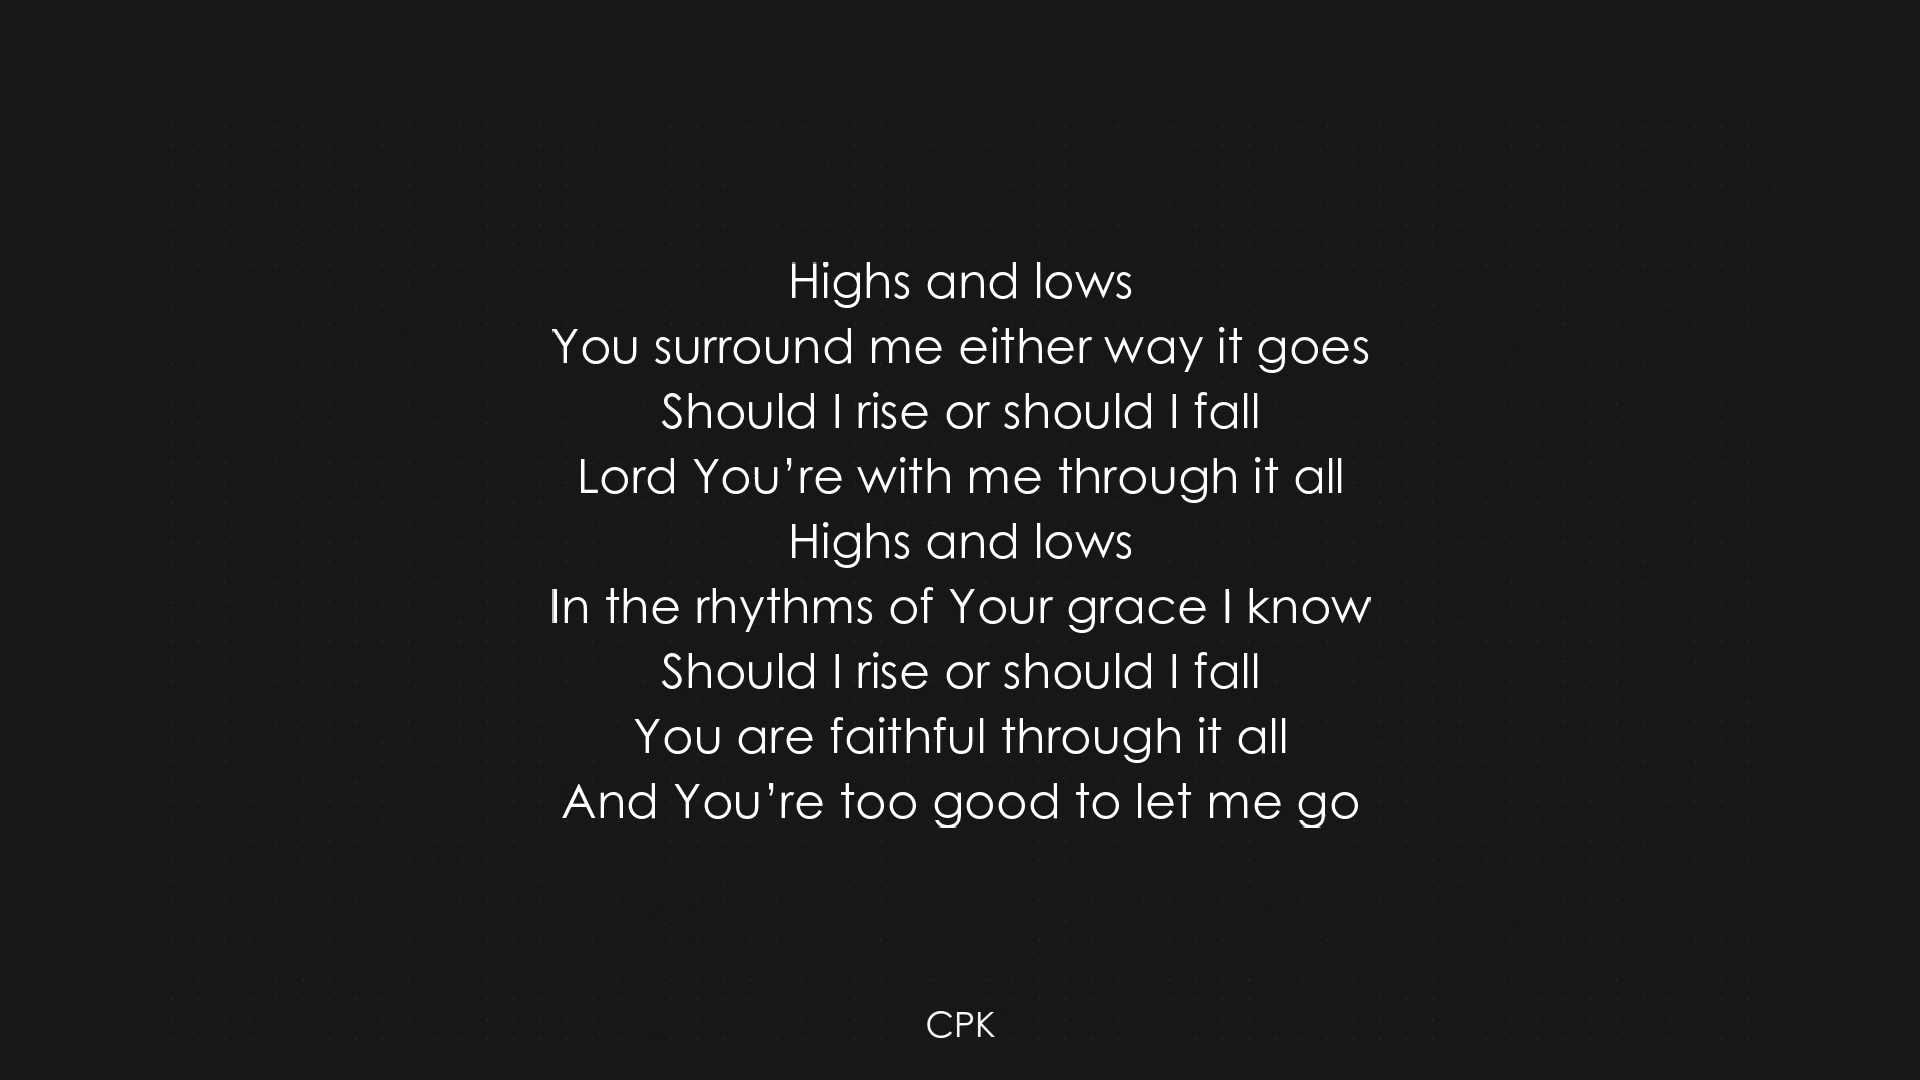 Highs and lows
You surround me either way it goes
Should I rise or should I fall
Lord You’re with me through it all
Highs and lows
In the rhythms of Your grace I know
Should I rise or should I fall
You are faithful through it all
And You’re too good to let me go
CPK